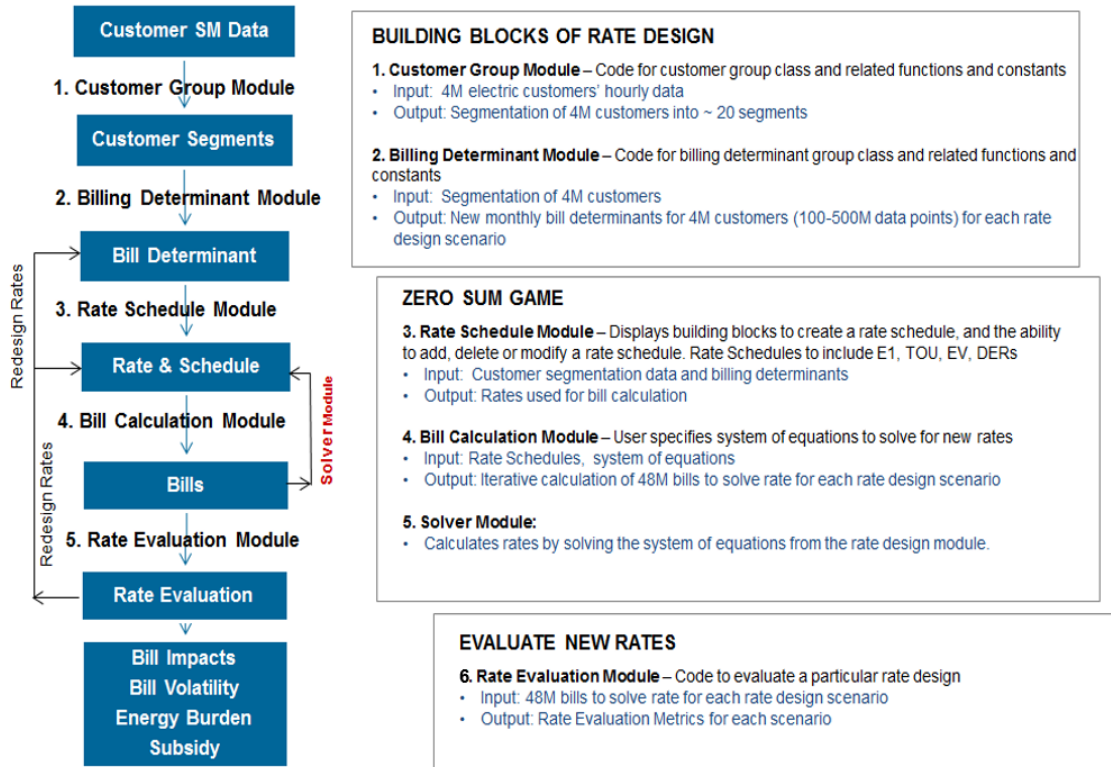 Customer SM Data
1. Customer Group Module
Customer Segments
2. Billing Determinant Module
Bill Determinant
3. Rate Schedule Module
Rate & Schedule
4. Bill Calculation Module
Bills
5. Rate Evaluation Module
Rate Evaluation
Bill Impacts
Bill Volatility
Energy Burden
Subsidy
Redesign Rates
Redesign Rates
Solver Module
BUILDING BLOCKS OF RATE DESIGN
1. Customer Group Module – Code for customer group class and related functions and constants
• Input: 4M electric customers' hourly data
• Output: Segmentation of 4M customers into ~ 20 segments
2. Billing Determinant Module – Code for billing determinant group class and related functions and
constants
• Input: Segmentation of 4M customers
• Output: New monthly bill determinants for 4M customers (100-500M data points) for each rate
design scenario
ZERO SUM GAME
3. Rate Schedule Module – Displays building blocks to create a rate schedule, and the ability
to add, delete or modify a rate schedule. Rate Schedules to include E1, TOU, EV, DERs
• Input: Customer segmentation data and billing determinants
• Output: Rates used for bill calculation
4. Bill Calculation Module – User specifies system of equations to solve for new rates
• Input: Rate Schedules, system of equations
• Output: Iterative calculation of 48M bills to solve rate for each rate design scenario
5. Solver Module:
• Calculates rates by solving the system of equations from the rate design module.
EVALUATE NEW RATES
6. Rate Evaluation Module – Code to evaluate a particular rate design
• Input: 48M bills to solve rate for each rate design scenario
• Output: Rate Evaluation Metrics for each scenario